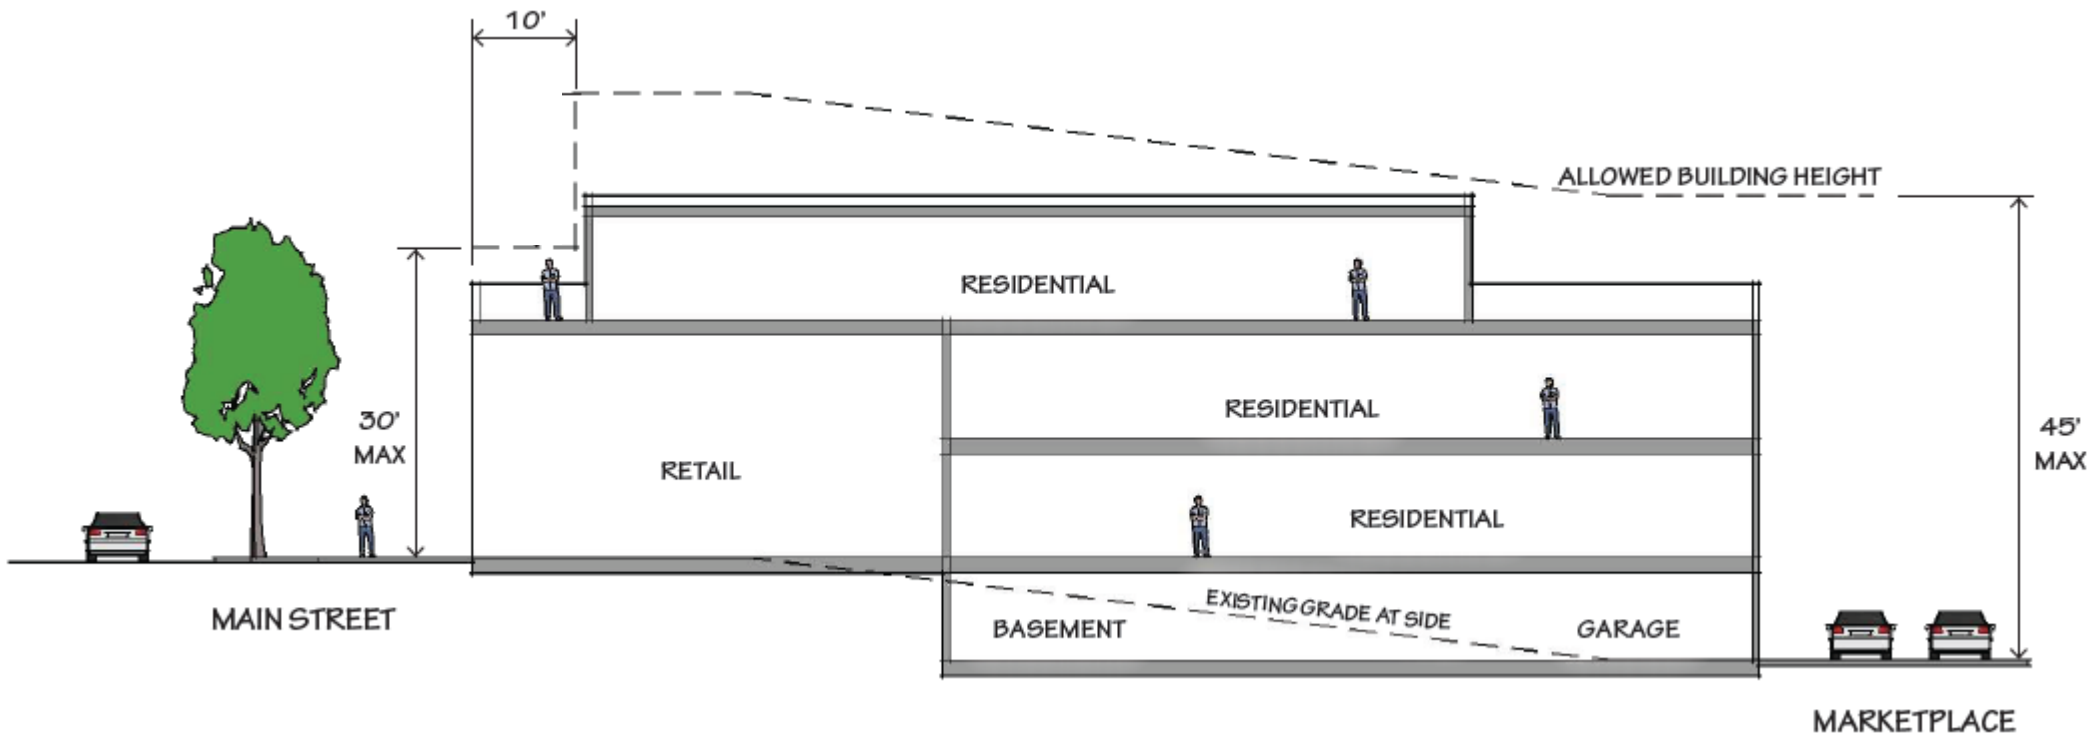 10'
ALLOWED BUILDING HEIGHT
RESIDENTIAL
30'
MAX
RESIDENTIAL
45'
MAX
RETAIL
RESIDENTIAL
EXISTING GRADE AT SIDE
MAIN STREET
BASEMENT
GARAGE
MARKETPLACE